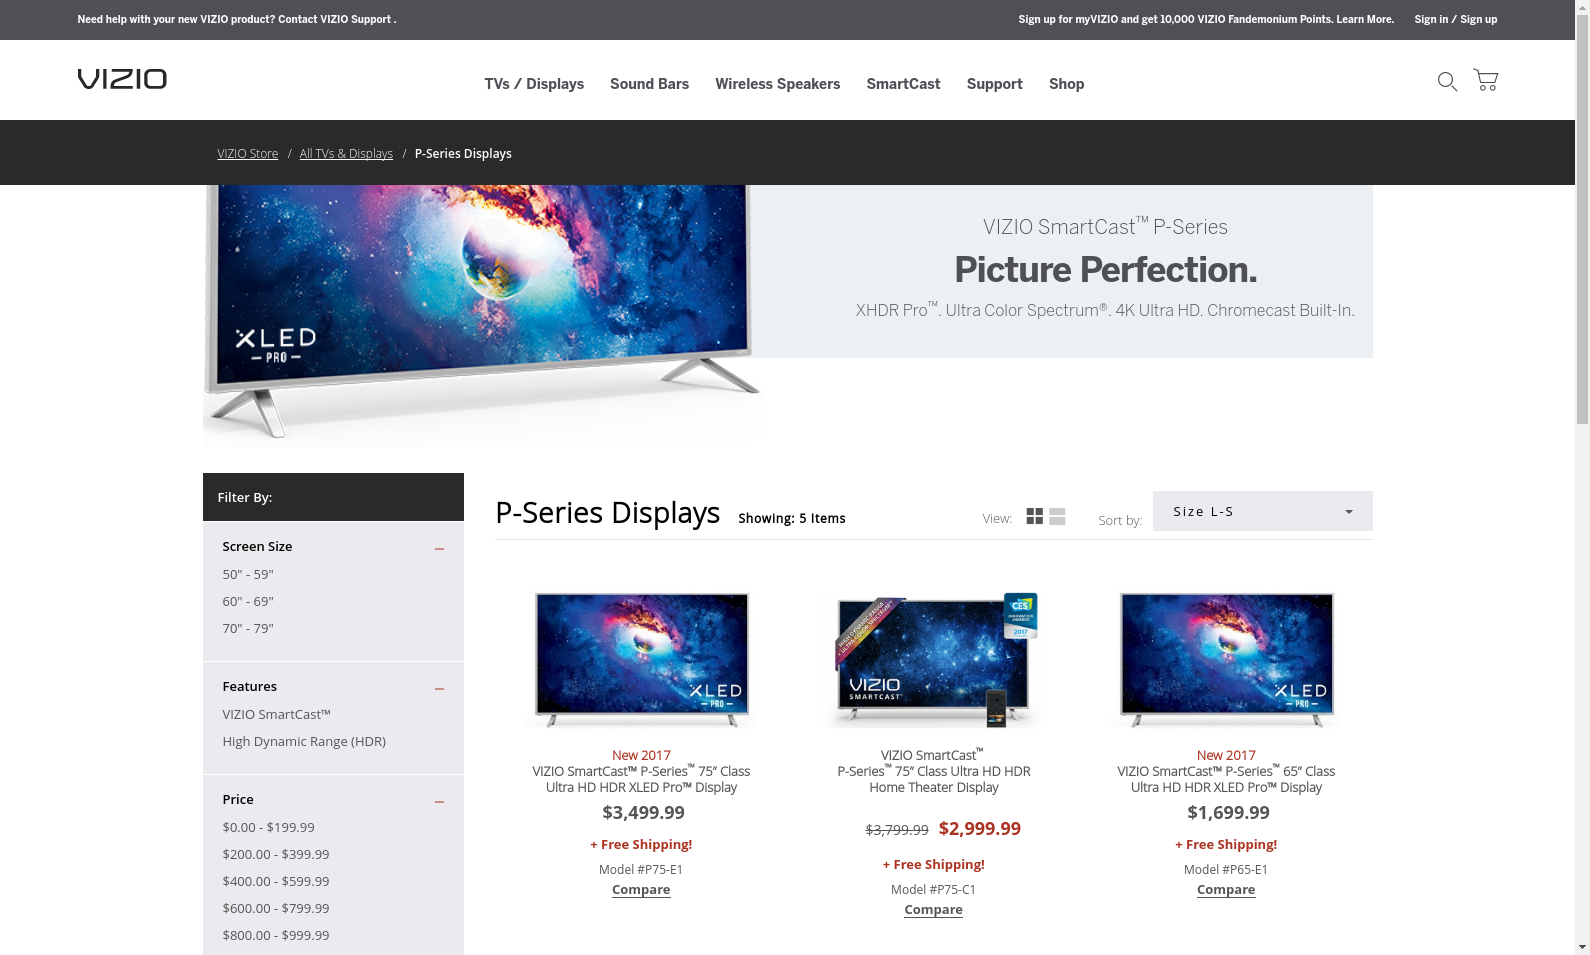 Need help with your new VIZIO product? Contact VIZIO Support .
Sign up for myVIZIO and get 10,000 VIZIO Fandemonium Points. Learn More.
Sign in / Sign up
VIZIO
TVs / Displays
Sound Bars
Wireless Speakers
SmartCast
Support
Shop
VIZIO Store / All TVs & Displays / P-Series Displays
XLED
PRO
VIZIO SmartCast™ P-Series
Picture Perfection.
XHDR Pro™. Ultra Color Spectrum®. 4K Ultra HD. Chromecast Built-In.
Filter By:
Screen Size
50" - 59"
60" - 69"
70" - 79"
Features
VIZIO SmartCast™
High Dynamic Range (HDR)
Price
$0.00 - $199.99
$200.00 - $399.99
$400.00 - $599.99
$600.00 - $799.99
$800.00 - $999.99
P-Series Displays
Showing: 5 Items
View:
Sort by:
Size L-S
XLED
PRO
New 2017
VIZIO SmartCast™ P-Series™ 75” Class
Ultra HD HDR XLED Pro™ Display
$3,499.99
+ Free Shipping!
Model #P75-E1
Compare
HIGH DYNAMIC RANGE
+ ULTRA COLOR SPECTRUM™
CES
INNOVATION
AWARDS
2017
VIZIO
SMARTCAST
VIZIO SmartCast™
P-Series™ 75” Class Ultra HD HDR
Home Theater Display
$3,799.99 $2,999.99
+ Free Shipping!
Model #P75-C1
Compare
XLED
PRO
New 2017
VIZIO SmartCast™ P-Series™ 65” Class
Ultra HD HDR XLED Pro™ Display
$1,699.99
+ Free Shipping!
Model #P65-E1
Compare